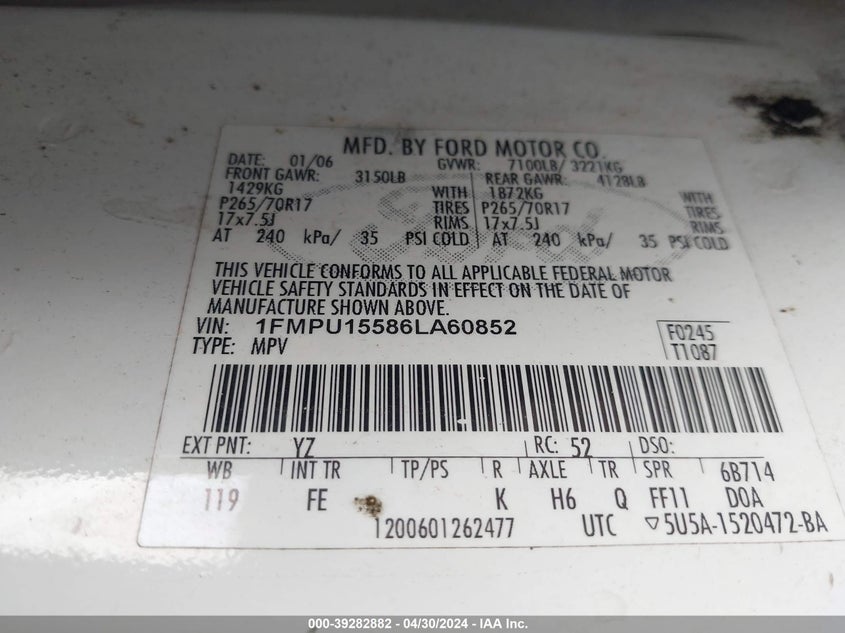 MFD. BY FORD MOTOR CO.
DATE: 01/06 GVWR: 7100LB/ 3221KG
FRONT GAWR: 3150LB REAR GAWR: 4128LB
1429KG WITH 1872KG WITH
P265/70R17 TIRES P265/70R17 TIRES
17x7.5J RIMS 17x7.5J RIMS
AT 240 kPa/ 35 PSI COLD AT 240 kPa/ 35 PSI COLD
Ford
THIS VEHICLE CONFORMS TO ALL APPLICABLE FEDERAL MOTOR
VEHICLE SAFETY STANDARDS IN EFFECT ON THE DATE OF
MANUFACTURE SHOWN ABOVE.
VIN: 1FMPU15586LA60852 F0245
TYPE: MPV T1087
EXT PNT: YZ RC: 52 DSO:
WB INT TR TP/PS R AXLE TR SPR 6B714
119 FE K H6 Q FF11 DOA
1200601262477 UTC ▽5U5A-1520472-BA
000-39282882 - 04/30/2024 - IAA Inc.